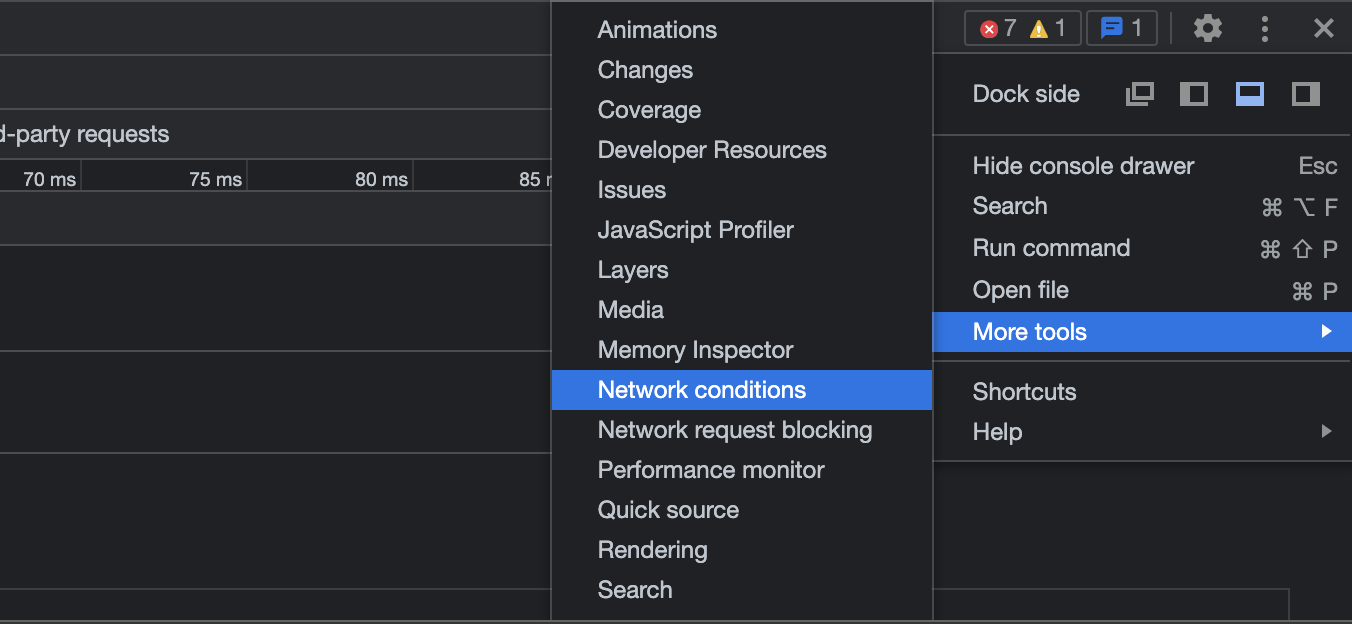 d-party requests
70 ms 75 ms 80 ms 85
Animations
Changes
Coverage
Developer Resources
Issues
JavaScript Profiler
Layers
Media
Memory Inspector
Network conditions
Network request blocking
Performance monitor
Quick source
Rendering
Search
7 1 1
Dock side
Hide console drawer Esc
Search ⌘ ⌥ F
Run command ⌘ ⇧ P
Open file ⌘ P
More tools
Shortcuts
Help